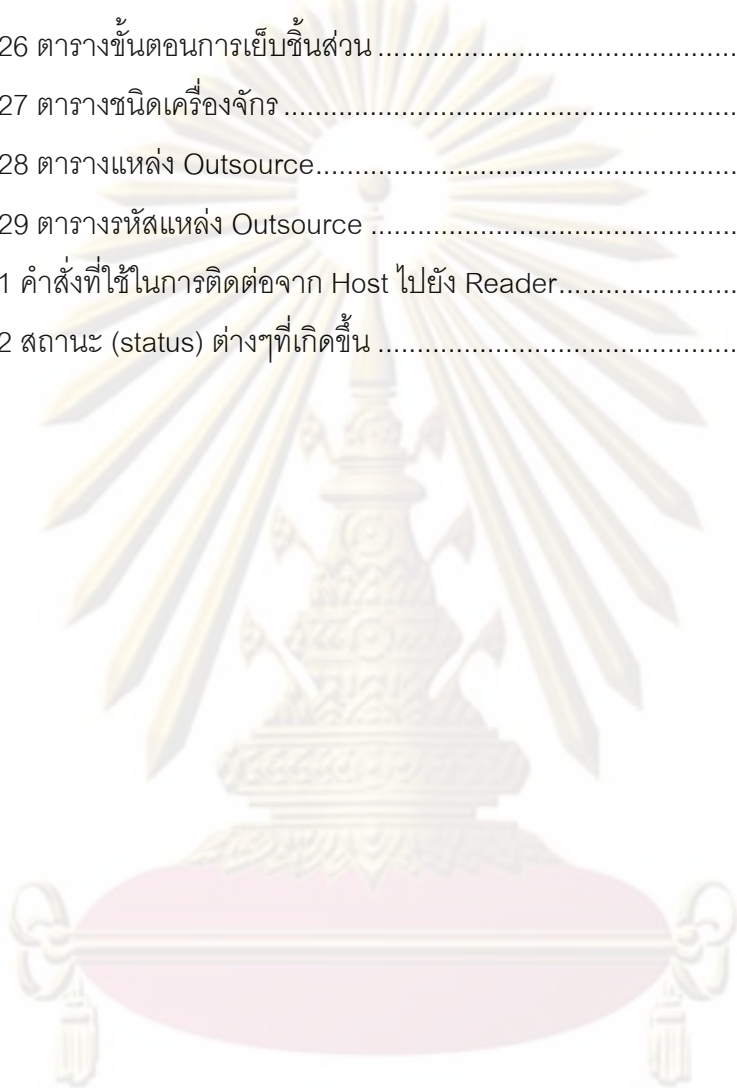 26 ตารางขั้นตอนการเย็บชิ้นส่วน ..............................................
27 ตารางชนิดเครื่องจักร ..........................................................
28 ตารางแหล่ง Outsource......................................................
29 ตารางรหัสแหล่ง Outsource ...............................................
1 คำสั่งที่ใช้ในการติดต่อจาก Host ไปยัง Reader.......................
2 สถานะ (status) ต่างๆที่เกิดขึ้น ..............................................